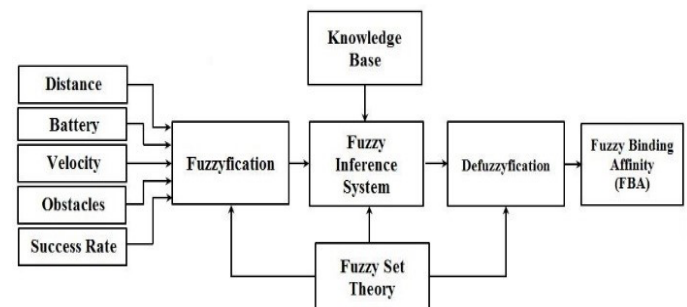 Knowledge
Base
Distance
Battery
Velocity
Obstacles
Success Rate
Fuzzyfication
Fuzzy
Inference
System
Defuzzyfication
Fuzzy Binding
Affinity
(FBA)
Fuzzy Set
Theory